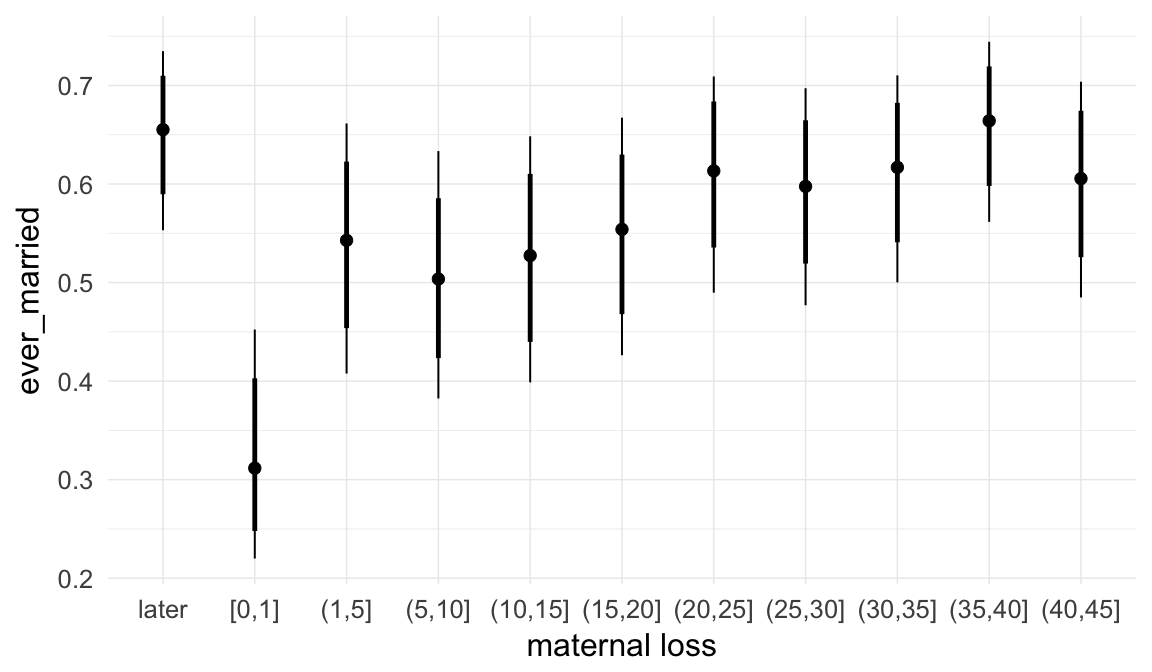 ever_married
0.7
0.6
0.5
0.4
0.3
0.2
later [0,1] (1,5] (5,10] (10,15] (15,20] (20,25] (25,30] (30,35] (35,40] (40,45]
maternal loss